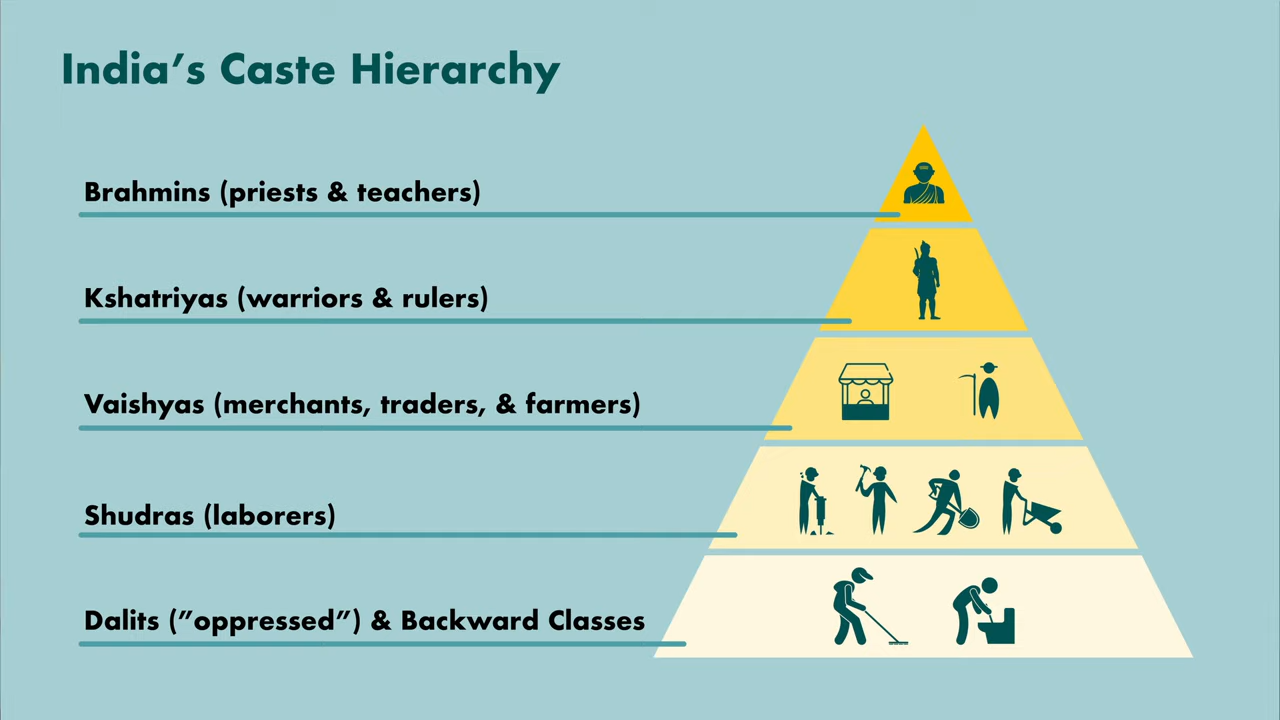 India’s Caste Hierarchy
Brahmins (priests & teachers)
Kshatriyas (warriors & rulers)
Vaishyas (merchants, traders, & farmers)
Shudras (laborers)
Dalits (”oppressed”) & Backward Classes